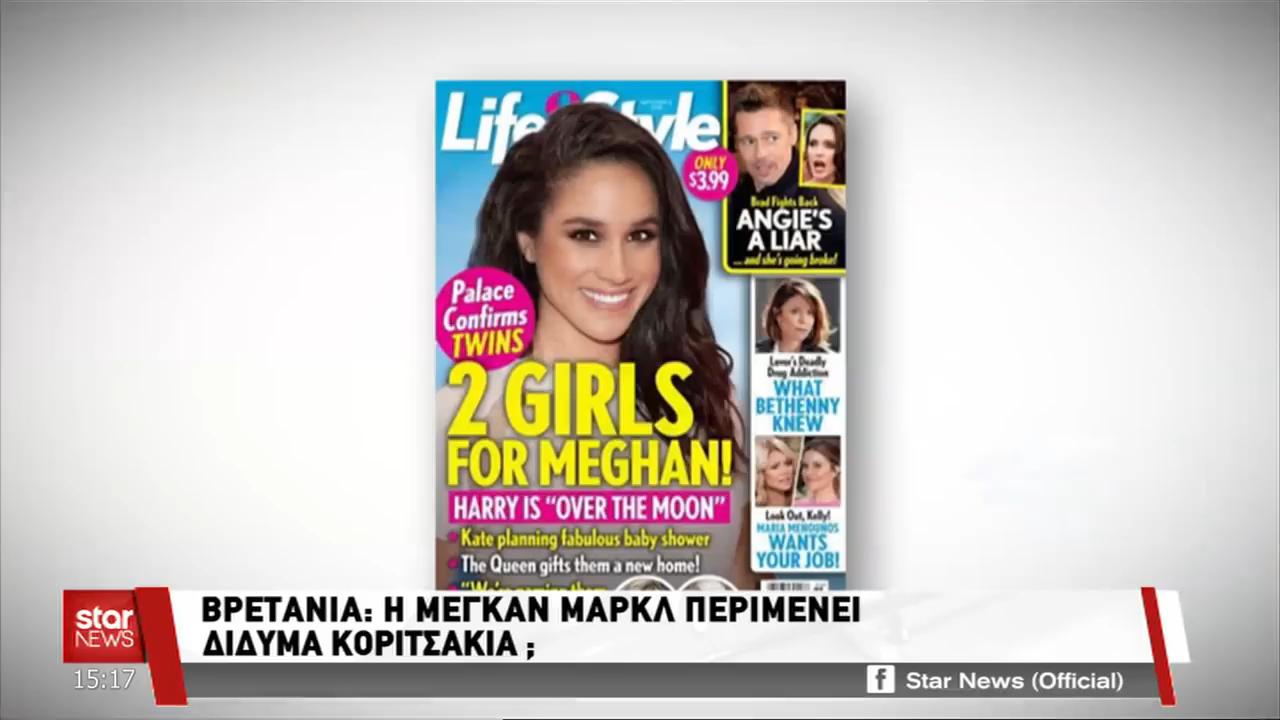 Life&Style
ONLY
$3.99
Brad Fights Back
ANGIE'S
A LIAR
... and she's going broke!
Palace
Confirms
TWINS
2 GIRLS
FOR MEGHAN!
HARRY IS "OVER THE MOON"
• Kate planning fabulous baby shower
• The Queen gifts them a new home!
Lover's Deadly
Drug Addiction
WHAT
BETHENNY
KNEW
Look Out, Kelly!
MARIA MENOUNOS
WANTS
YOUR JOB!
star
NEWS
ΒΡΕΤΑΝΙΑ: Η ΜΕΓΚΑΝ ΜΑΡΚΛ ΠΕΡΙΜΕΝΕΙ
ΔΙΔΥΜΑ ΚΟΡΙΤΣΑΚΙΑ ;
15:17
f Star News (Official)